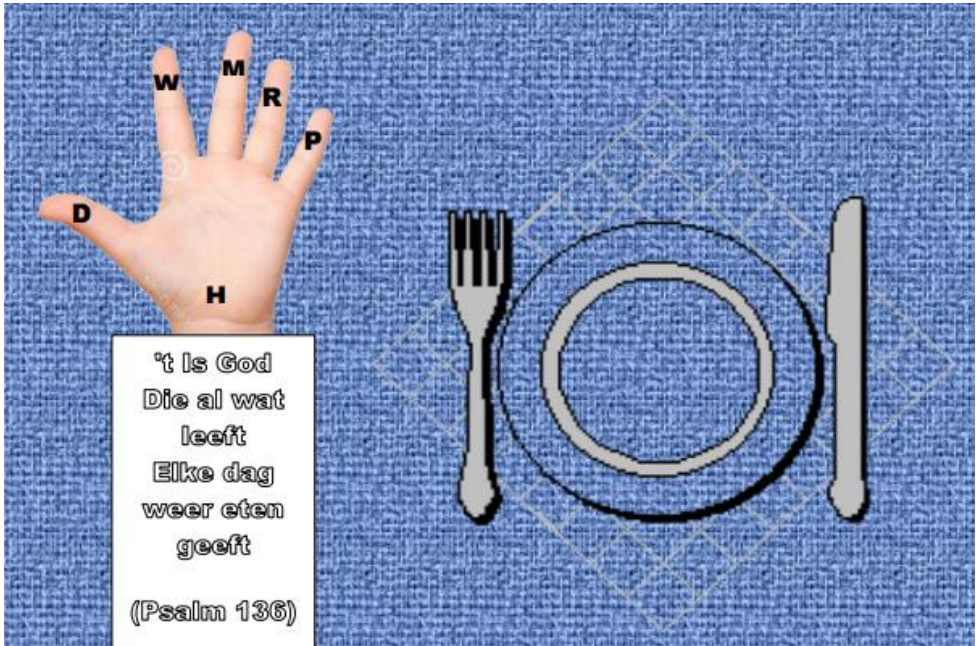 W
M
R
P
D
H
't Is God
Die al wat
leeft
Elke dag
weer eten
geeft
(Psalm 136)